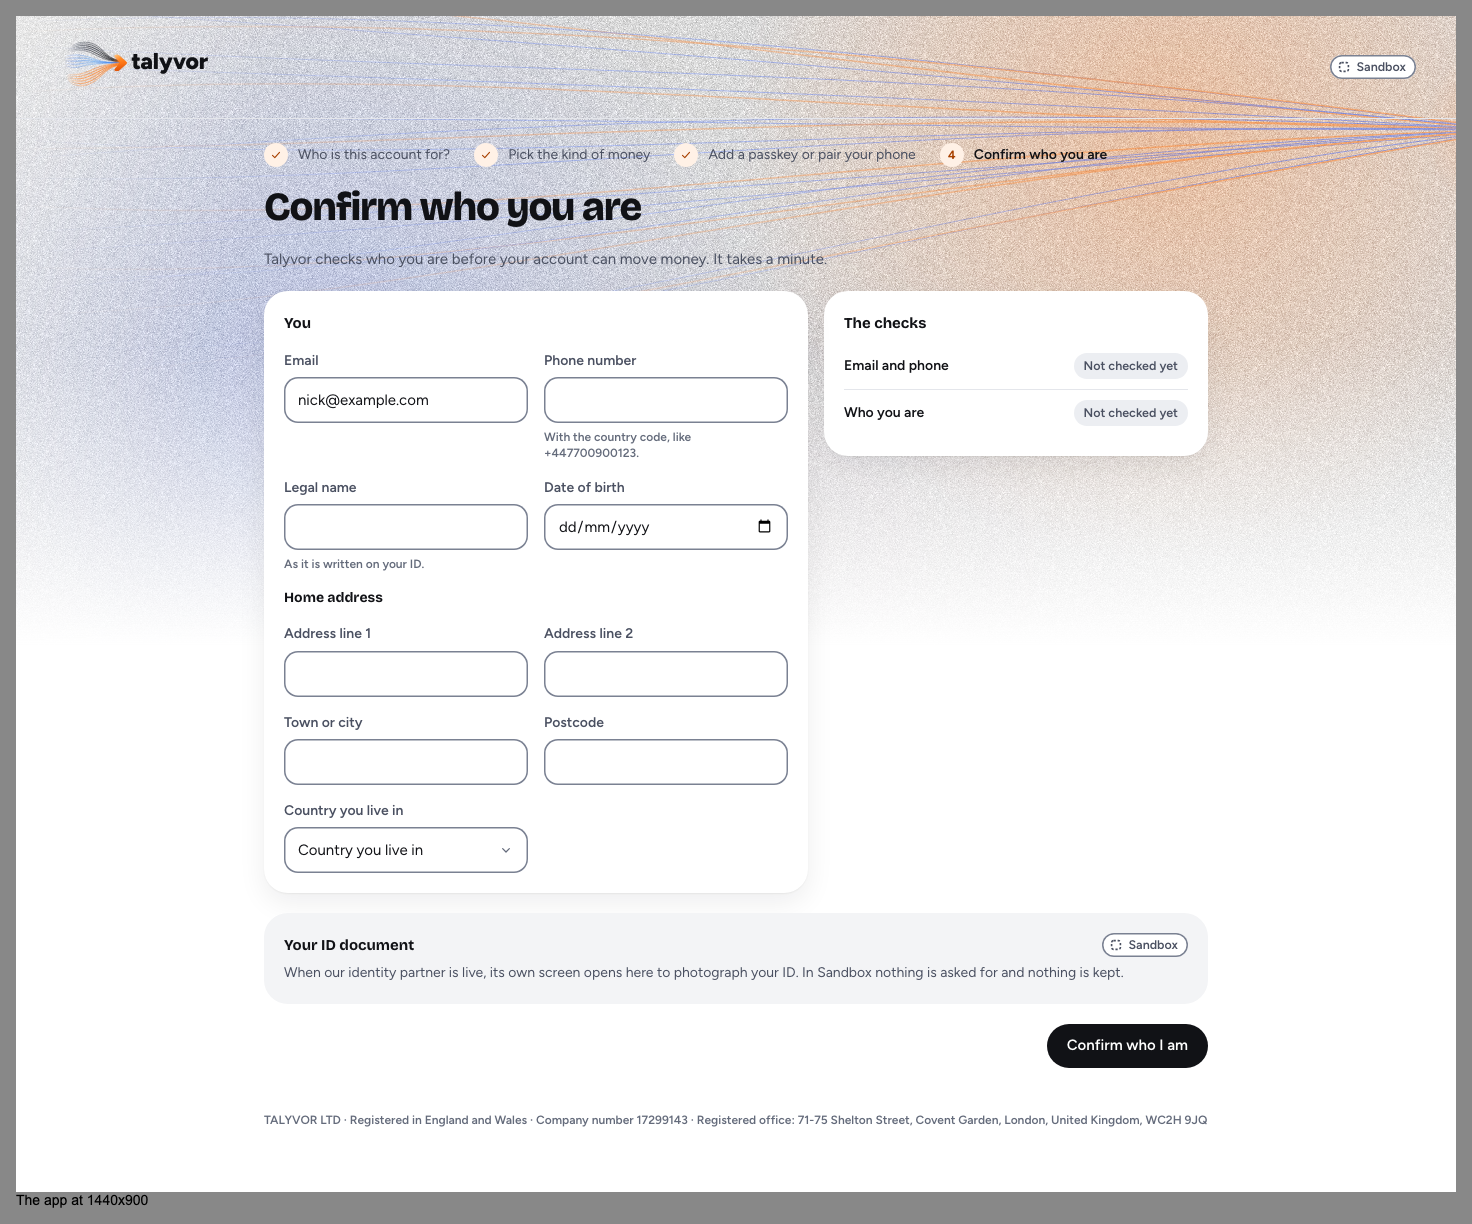 talyvor
Sandbox
Who is this account for?
Pick the kind of money
Add a passkey or pair your phone
4 Confirm who you are
Confirm who you are
Talyvor checks who you are before your account can move money. It takes a minute.
You
Email
Phone number
nick@example.com
With the country code, like
+447700900123.
Legal name
Date of birth
dd/mm/yyyy
As it is written on your ID.
Home address
Address line 1
Address line 2
Town or city
Postcode
Country you live in
Country you live in
The checks
Email and phone
Not checked yet
Who you are
Not checked yet
Your ID document
Sandbox
When our identity partner is live, its own screen opens here to photograph your ID. In Sandbox nothing is asked for and nothing is kept.
Confirm who I am
TALYVOR LTD · Registered in England and Wales · Company number 17299143 · Registered office: 71-75 Shelton Street, Covent Garden, London, United Kingdom, WC2H 9JQ
The app at 1440x900